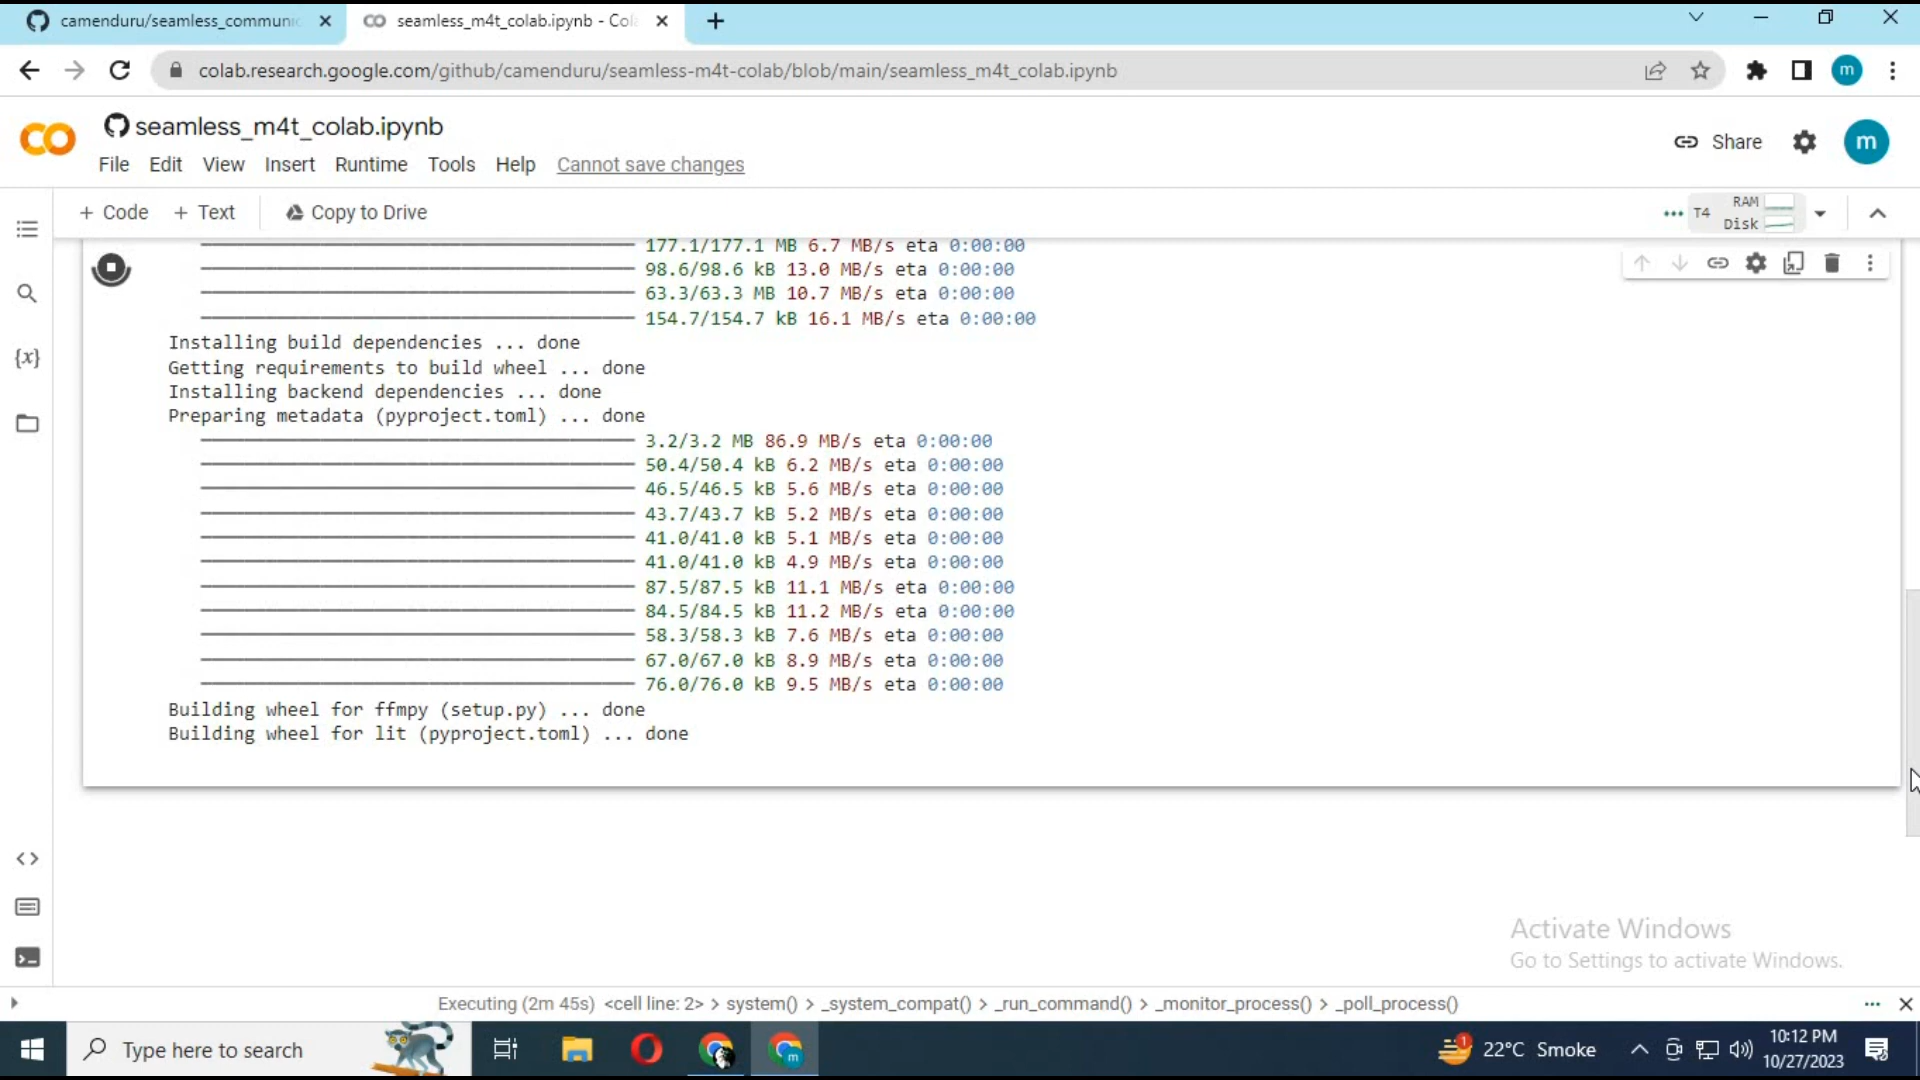 camenduru/seamless_communi
seamless_m4t_colab.ipynb - Col
colab.research.google.com/github/camenduru/seamless-m4t-colab/blob/main/seamless_m4t_colab.ipynb
m
seamless_m4t_colab.ipynb
Share
m
File Edit View Insert Runtime Tools Help Cannot save changes
+ Code + Text Copy to Drive
T4 RAM
Disk
177.1/177.1 MB 6.7 MB/s eta 0:00:00
98.6/98.6 kB 13.0 MB/s eta 0:00:00
63.3/63.3 MB 10.7 MB/s eta 0:00:00
154.7/154.7 kB 16.1 MB/s eta 0:00:00
Installing build dependencies ... done
Getting requirements to build wheel ... done
Installing backend dependencies ... done
Preparing metadata (pyproject.toml) ... done
3.2/3.2 MB 86.9 MB/s eta 0:00:00
50.4/50.4 kB 6.2 MB/s eta 0:00:00
46.5/46.5 kB 5.6 MB/s eta 0:00:00
43.7/43.7 kB 5.2 MB/s eta 0:00:00
41.0/41.0 kB 5.1 MB/s eta 0:00:00
41.0/41.0 kB 4.9 MB/s eta 0:00:00
87.5/87.5 kB 11.1 MB/s eta 0:00:00
84.5/84.5 kB 11.2 MB/s eta 0:00:00
58.3/58.3 kB 7.6 MB/s eta 0:00:00
67.0/67.0 kB 8.9 MB/s eta 0:00:00
76.0/76.0 kB 9.5 MB/s eta 0:00:00
Building wheel for ffmpy (setup.py) ... done
Building wheel for lit (pyproject.toml) ... done
Activate Windows
Go to Settings to activate Windows.
Executing (2m 45s) <cell line: 2> > system() > _system_compat() > _run_command() > _monitor_process() > _poll_process()
Type here to search
m
1
22°C Smoke
10:12 PM
10/27/2023